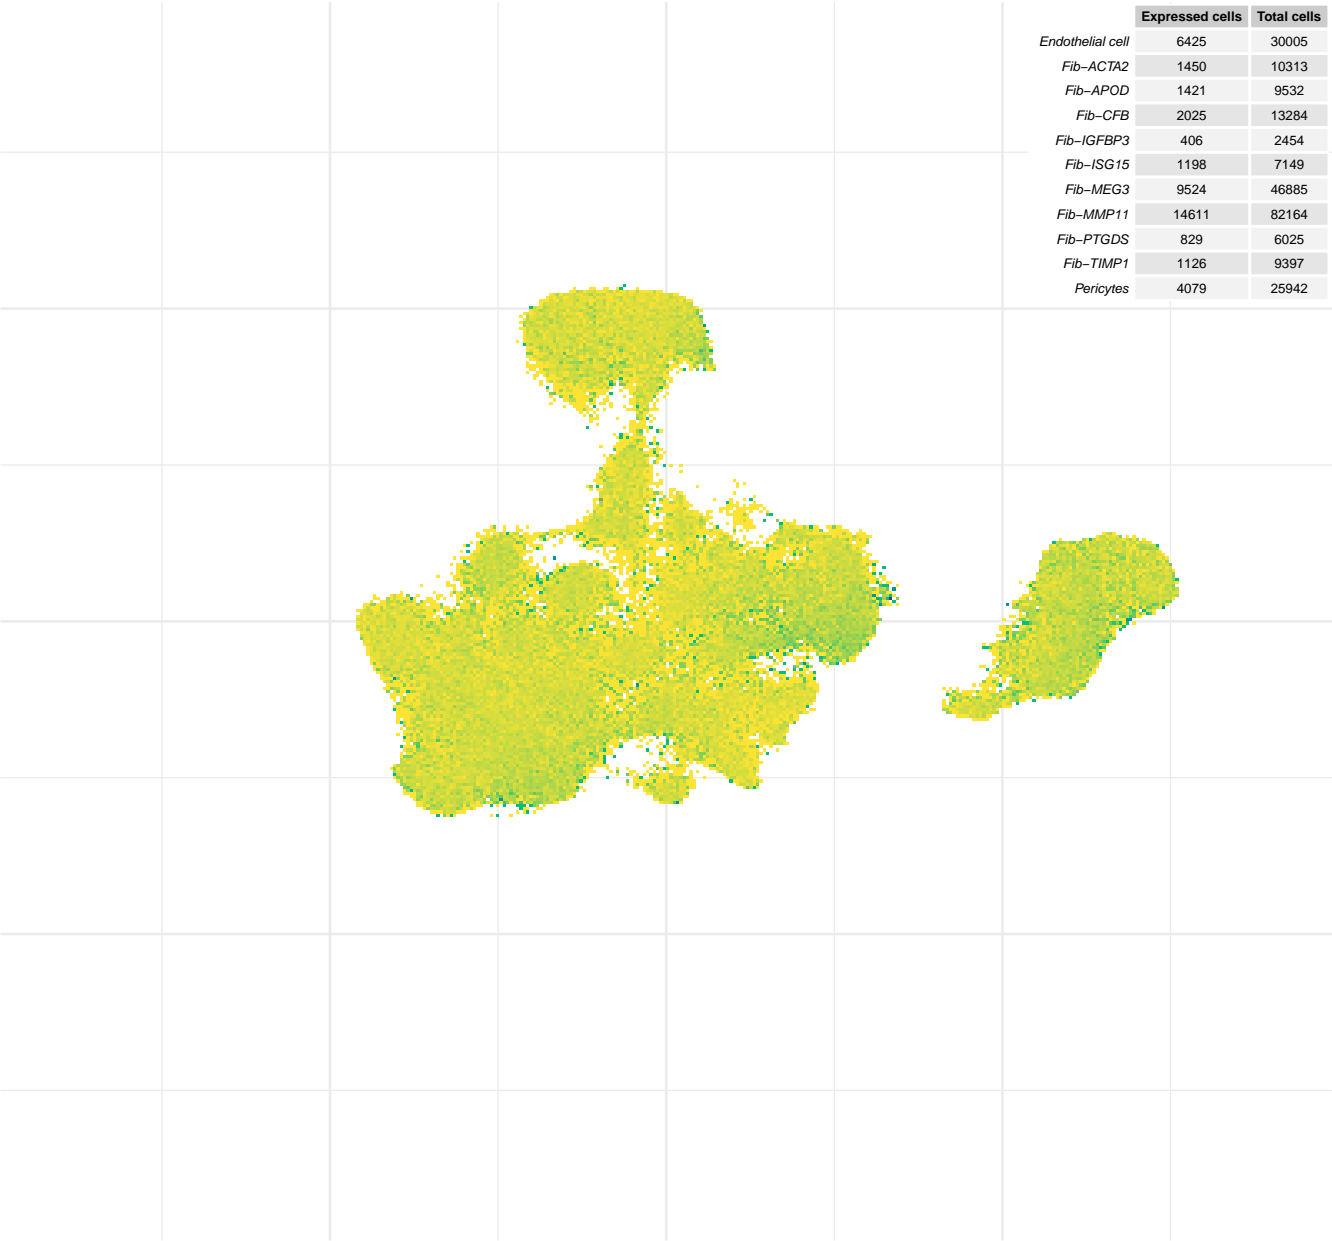 Expressed cells Total cells
Endothelial cell 6425 30005
Fib−ACTA2 1450 10313
Fib−APOD 1421 9532
Fib−CFB 2025 13284
Fib−IGFBP3 406 2454
Fib−ISG15 1198 7149
Fib−MEG3 9524 46885
Fib−MMP11 14611 82164
Fib−PTGDS 829 6025
Fib−TIMP1 1126 9397
Pericytes 4079 25942